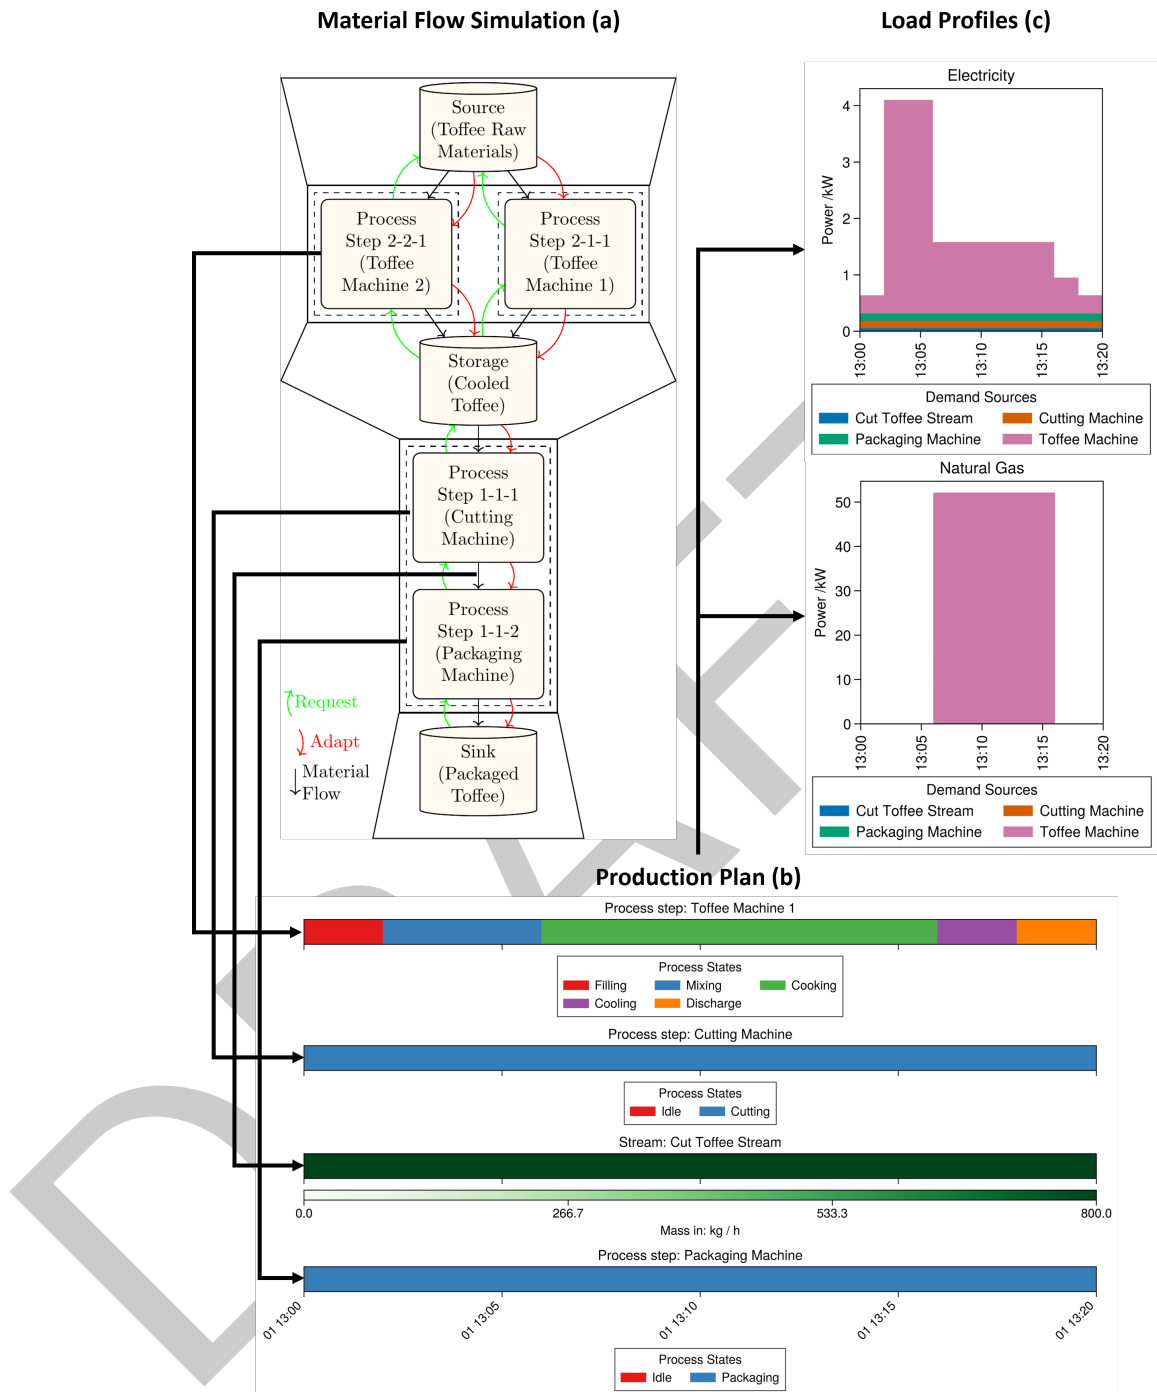 Material Flow Simulation (a)
Source
(Toffee Raw
Materials)
Process
Step 2-2-1
(Toffee
Machine 2)
Process
Step 2-1-1
(Toffee
Machine 1)
Storage
(Cooled
Toffee)
Process
Step 1-1-1
(Cutting
Machine)
Process
Step 1-1-2
(Packaging
Machine)
Sink
(Packaged
Toffee)
Request
Adapt
Material
Flow
Load Profiles (c)
Electricity
Power /kW
4
3
2
1
0
13:00
13:05
13:10
13:15
13:20
Demand Sources
Cut Toffee Stream
Cutting Machine
Packaging Machine
Toffee Machine
Natural Gas
Power /kW
50
40
30
20
10
0
13:00
13:05
13:10
13:15
13:20
Demand Sources
Cut Toffee Stream
Cutting Machine
Packaging Machine
Toffee Machine
Production Plan (b)
Process step: Toffee Machine 1
Process States
Filling
Mixing
Cooking
Cooling
Discharge
Process step: Cutting Machine
Process States
Idle
Cutting
Stream: Cut Toffee Stream
0.0
266.7
533.3
800.0
Mass in: kg / h
Process step: Packaging Machine
01 13:00
01 13:05
01 13:10
01 13:15
01 13:20
Process States
Idle
Packaging